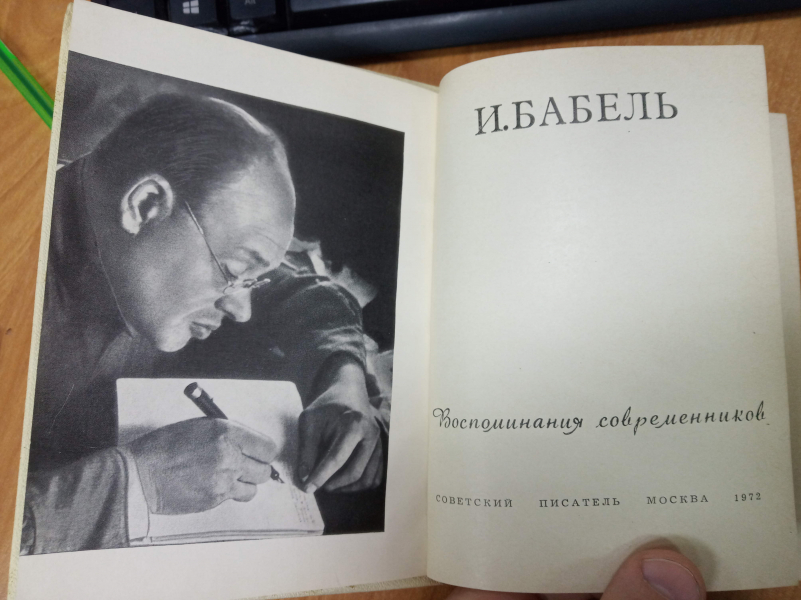 И.БАБЕЛЬ
Воспоминания современников
СОВЕТСКИЙ ПИСАТЕЛЬ МОСКВА 1972